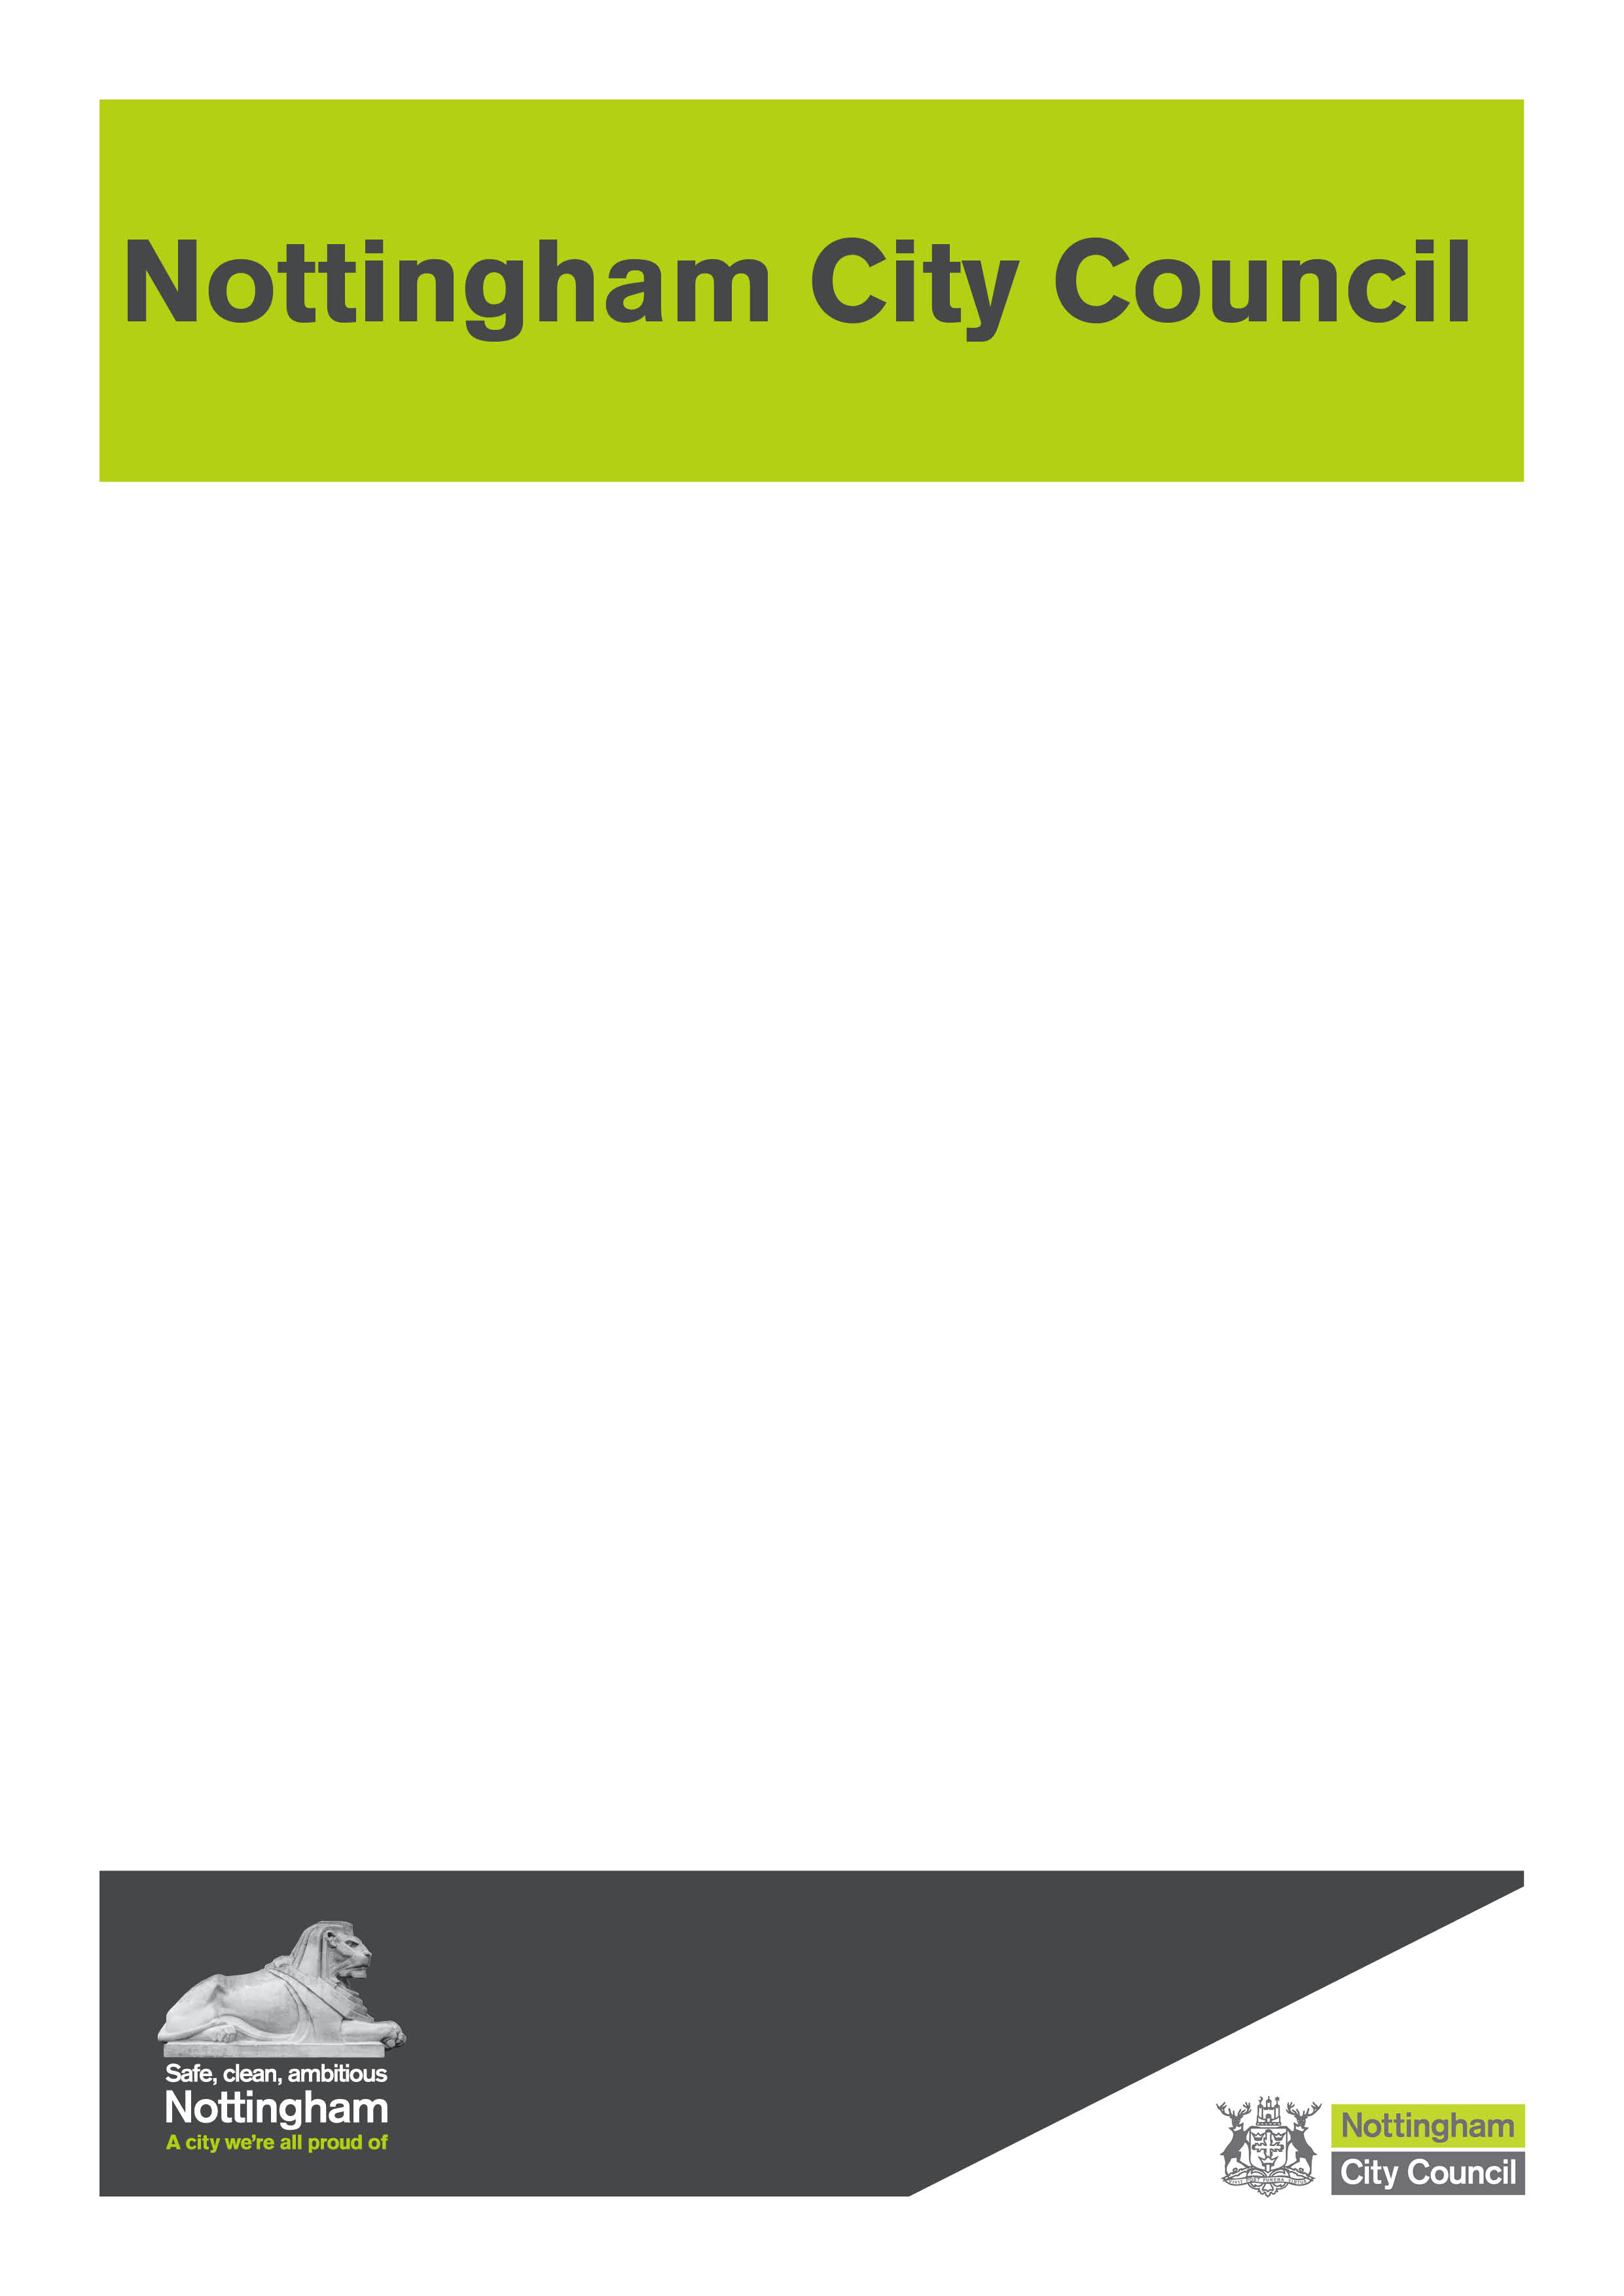 Nottingham City Council
Safe, clean, ambitious
Nottingham
A city we're all proud of
Nottingham
City Council